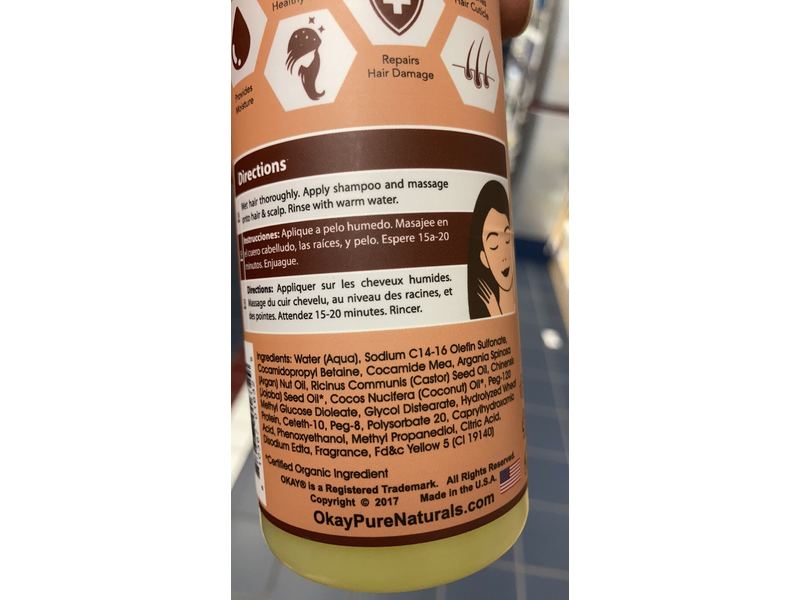 Healthy
Hair Cuticle
Provides
Moisture
Repairs
Hair Damage
Directions
Wet hair thoroughly. Apply shampoo and massage
onto hair & scalp. Rinse with warm water.
Instrucciones: Aplique a pelo humedo. Masajee en
el cuero cabelludo, las raíces, y pelo. Espere 15a-20
minutos. Enjuague.
Directions: Appliquer sur les cheveux humides.
Massage du cuir chevelu, au niveau des racines, et
des pointes. Attendez 15-20 minutes. Rincer.
Ingredients: Water (Aqua), Sodium C14-16 Olefin Sulfonate,
Cocamidopropyl Betaine, Cocamide Mea, Argania Spinosa
(Argan) Nut Oil, Ricinus Communis (Castor) Seed Oil, Chinensis
(Jojoba) Seed Oil*, Cocos Nucifera (Coconut) Oil*, Peg-120
Methyl Glucose Dioleate, Glycol Distearate, Hydrolyzed Wheat
Protein, Ceteth-10, Peg-8, Polysorbate 20, Caprylhydroxamic
Acid, Phenoxyethanol, Methyl Propanediol, Citric Acid,
Disodium Edta, Fragrance, Fd&c Yellow 5 (CI 19140)
*Certified Organic Ingredient
OKAY® is a Registered Trademark. All Rights Reserved.
Copyright © 2017 Made in the U.S.A.
OkayPureNaturals.com